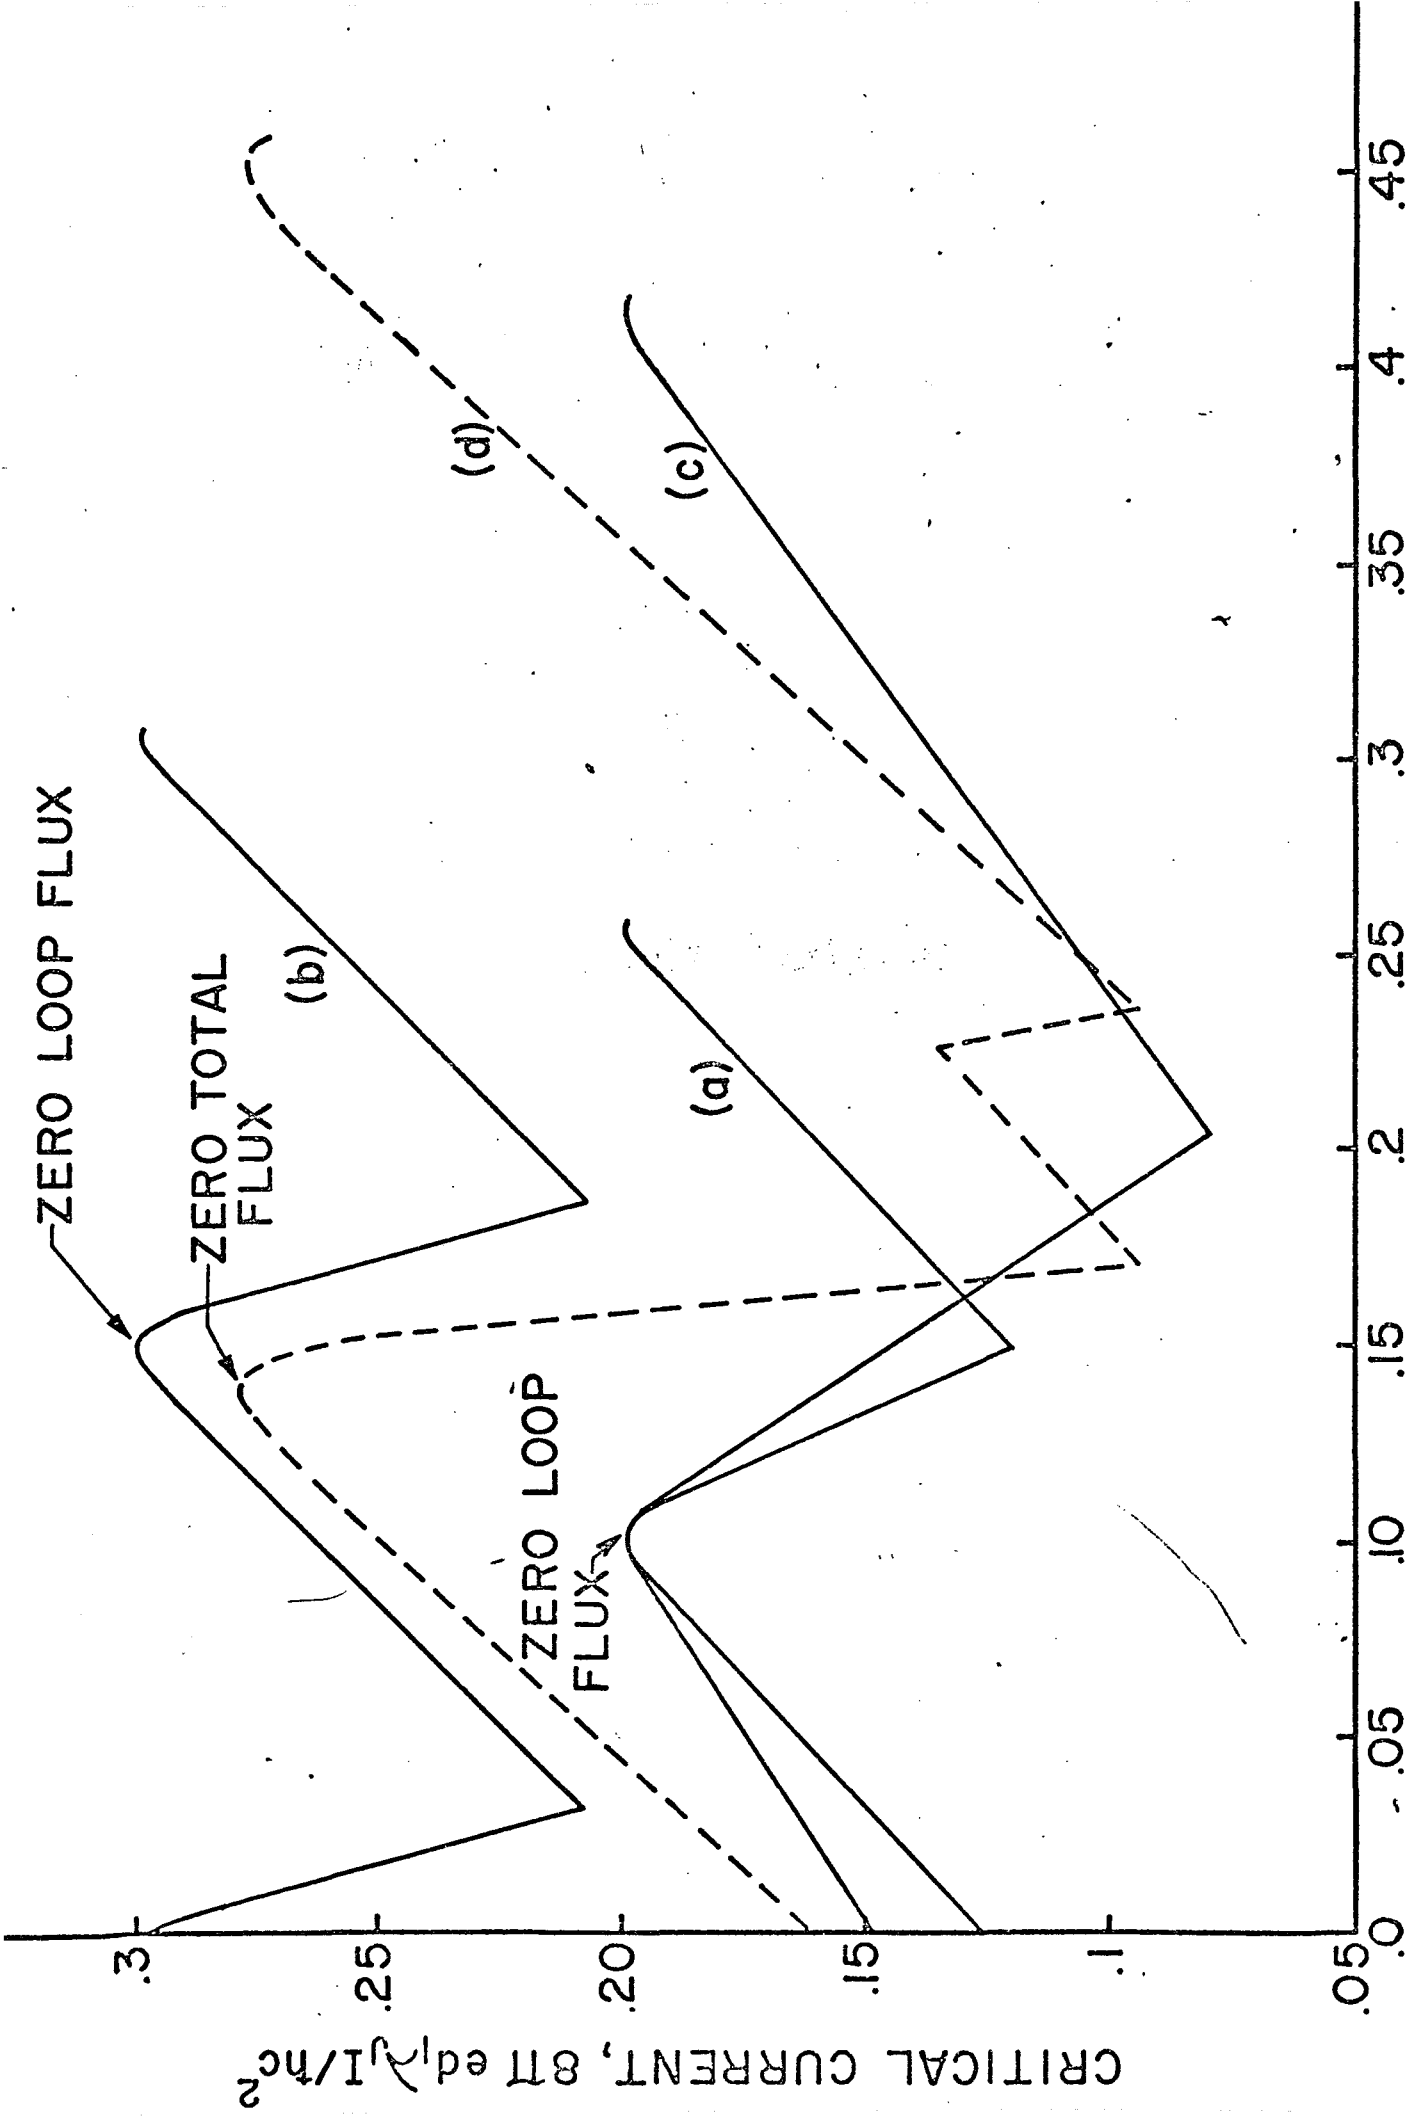 ZERO LOOP FLUX
ZERO TOTAL
FLUX
ZERO LOOP
FLUX
(a)
(b)
(c)
(d)
.3
.25
.20
.15
.1
.05
CRITICAL CURRENT, 8π ed₁λ_J I/ħc²
.0
.05
.10
.15
.2
.25
.3
.35
.4
.45